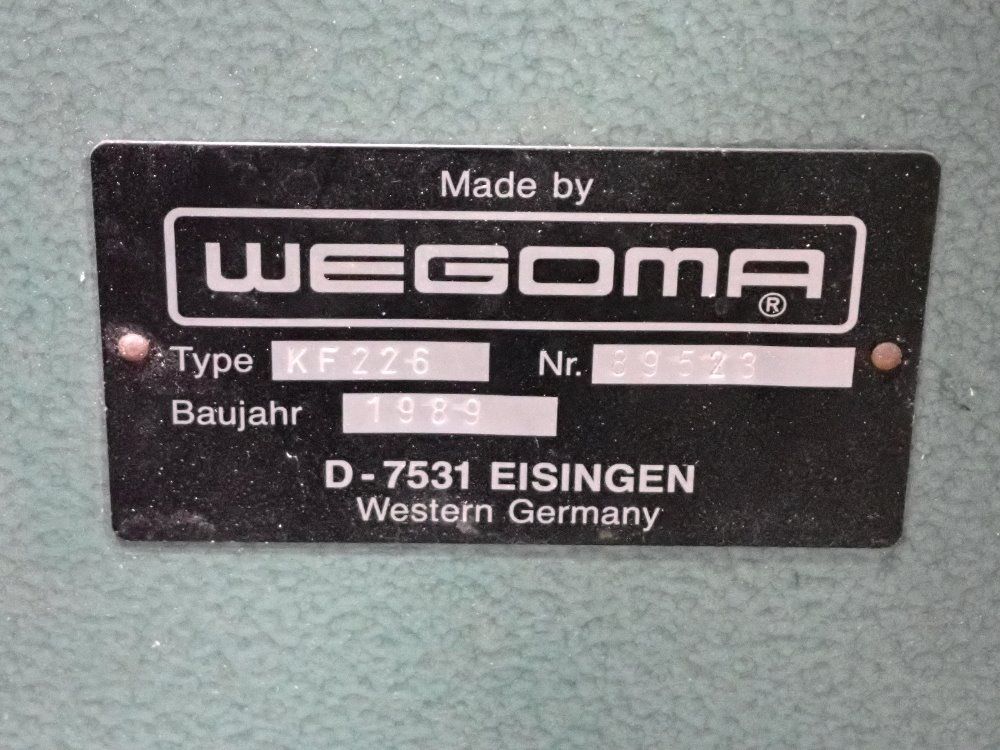 Made by
WEGOMA®
Type KF226 Nr. 89523
Baujahr 1989
D-7531 EISINGEN
Western Germany